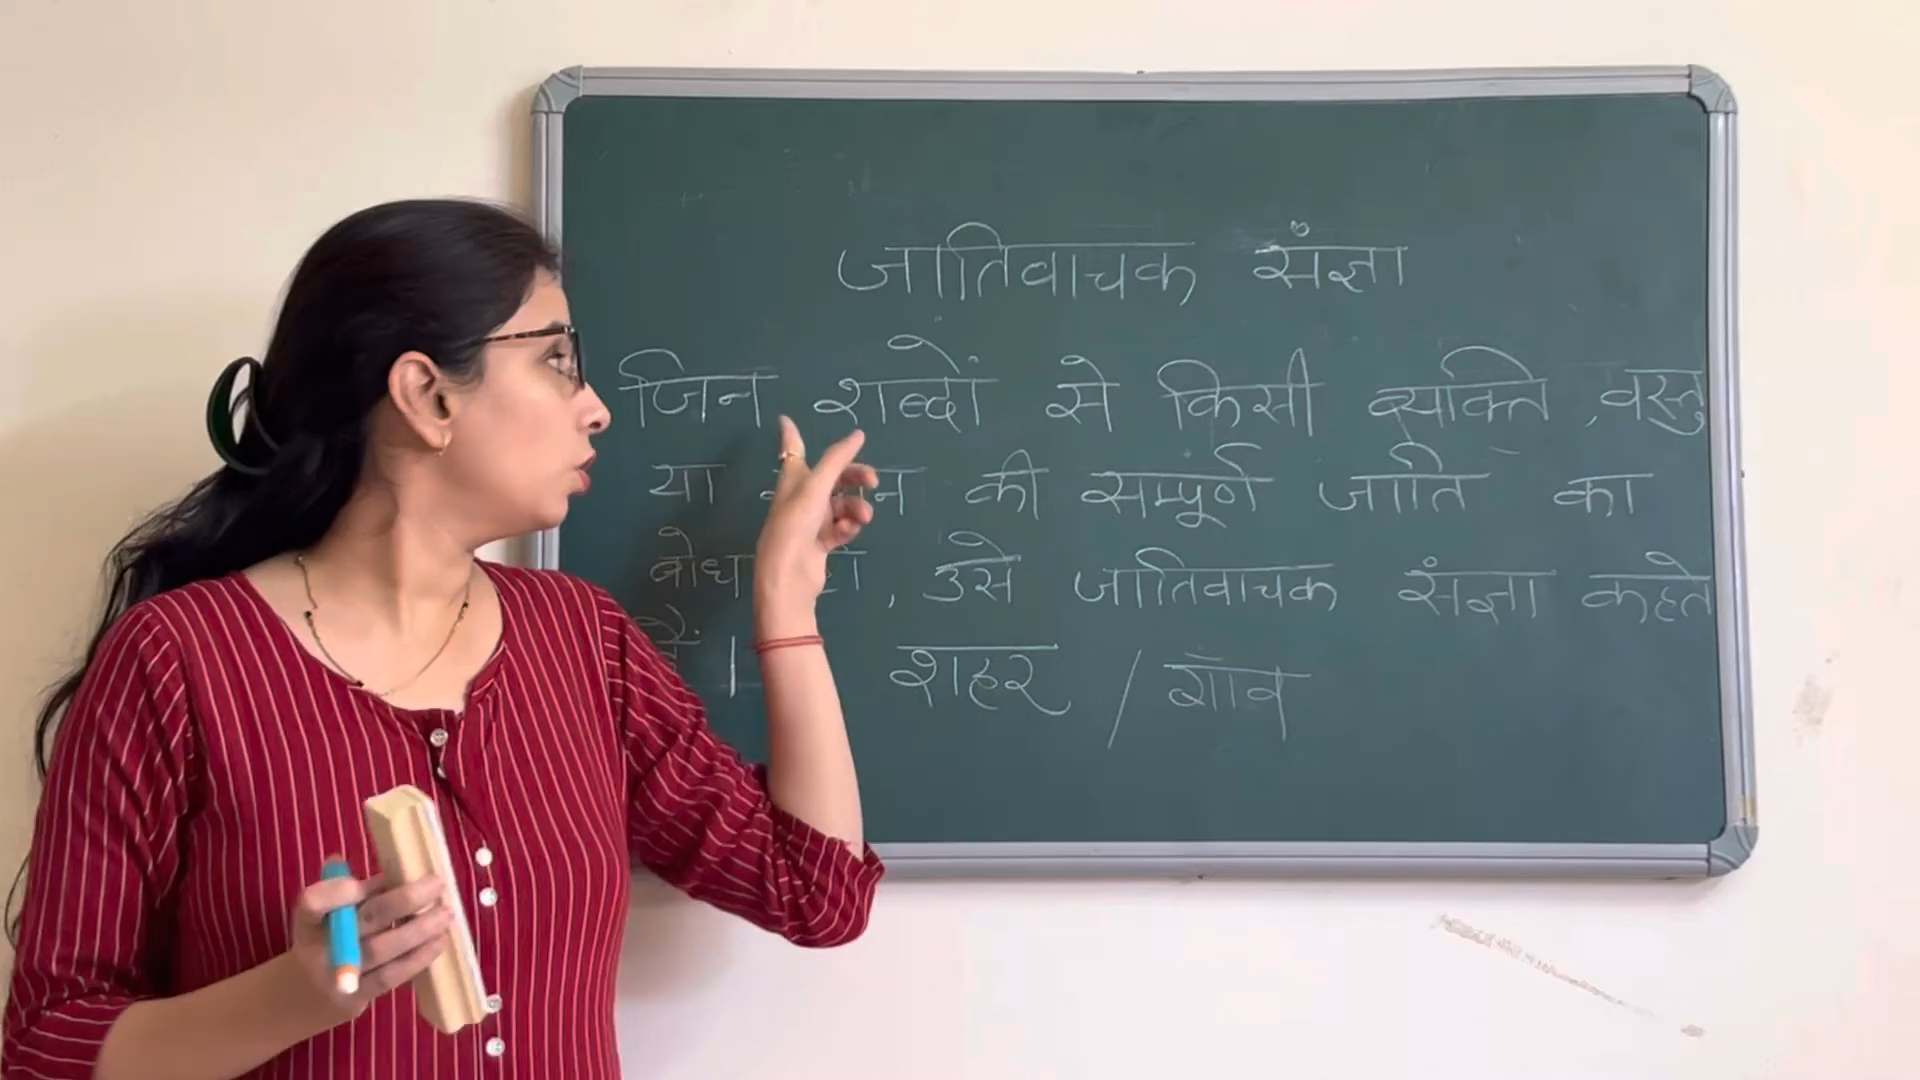 जातिवाचक संज्ञा
जिन शब्दों से किसी व्यक्ति, वस्तु
या की सम्पूर्ण जाति का
बोध हो, उसे जातिवाचक संज्ञा कहते
हैं। शहर / गाँव